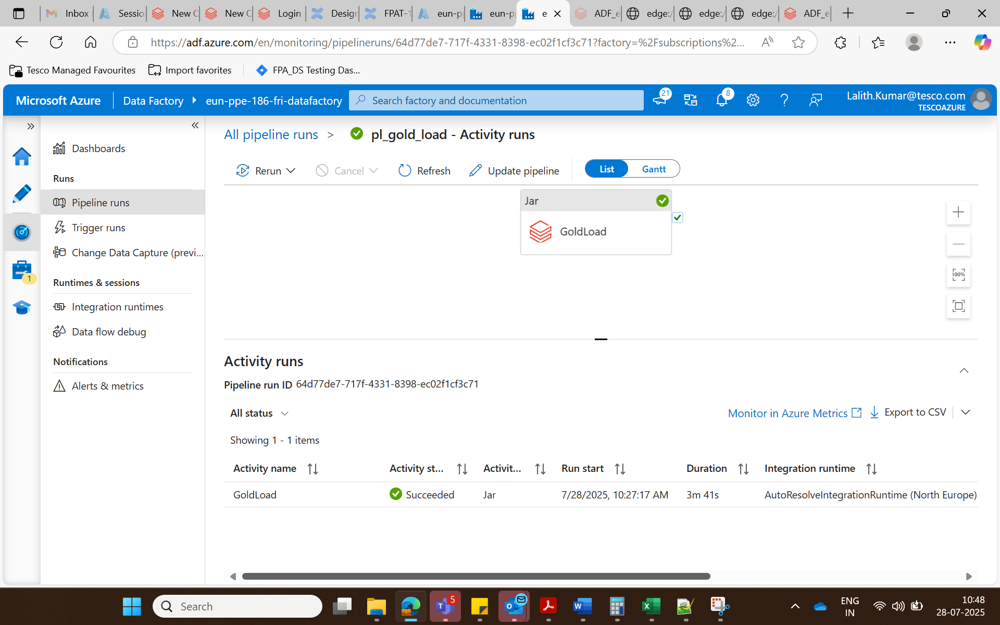 Inbox
Sessio
New C
New C
Login
Design
FPAT-1
eun-pp
eun-pp
e
ADF_e
edge:/
edge:/
edge:/
ADF_e
https://adf.azure.com/en/monitoring/pipelineruns/64d77de7-717f-4331-8398-ec02f1cf3c71?factory=%2Fsubscriptions%2...
Tesco Managed Favourites
Import favorites
FPA_DS Testing Das...
Microsoft Azure
Data Factory
eun-ppe-186-fri-datafactory
Search factory and documentation
21
8
Lalith.Kumar@tesco.com
TESCOAZURE
Dashboards
Runs
Pipeline runs
Trigger runs
Change Data Capture (previ...
1
Runtimes & sessions
Integration runtimes
Data flow debug
Notifications
Alerts & metrics
All pipeline runs > pl_gold_load - Activity runs
Rerun
Cancel
Refresh
Update pipeline
List
Gantt
Jar
GoldLoad
100%
Activity runs
Pipeline run ID 64d77de7-717f-4331-8398-ec02f1cf3c71
All status
Monitor in Azure Metrics
Export to CSV
Showing 1 - 1 items
Activity name Activity st... Activit... Run start Duration Integration runtime
GoldLoad Succeeded Jar 7/28/2025, 10:27:17 AM 3m 41s AutoResolveIntegrationRuntime (North Europe)
Search
5
ENG
IN
10:48
28-07-2025